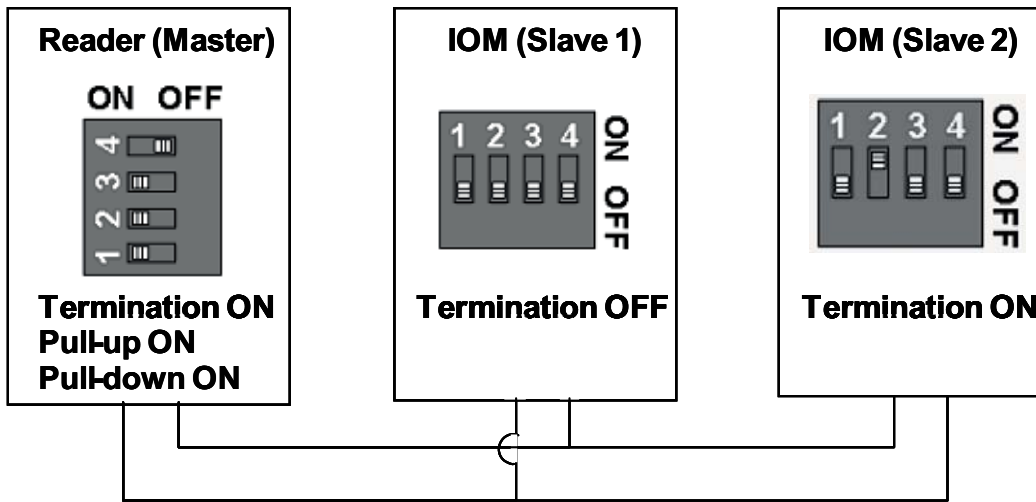 Reader (Master)
ON OFF
4
3
2
1
Termination ON
Pull-up ON
Pull-down ON
IOM (Slave 1)
1 2 3 4
ON OFF
Termination OFF
IOM (Slave 2)
1 2 3 4
ON OFF
Termination ON